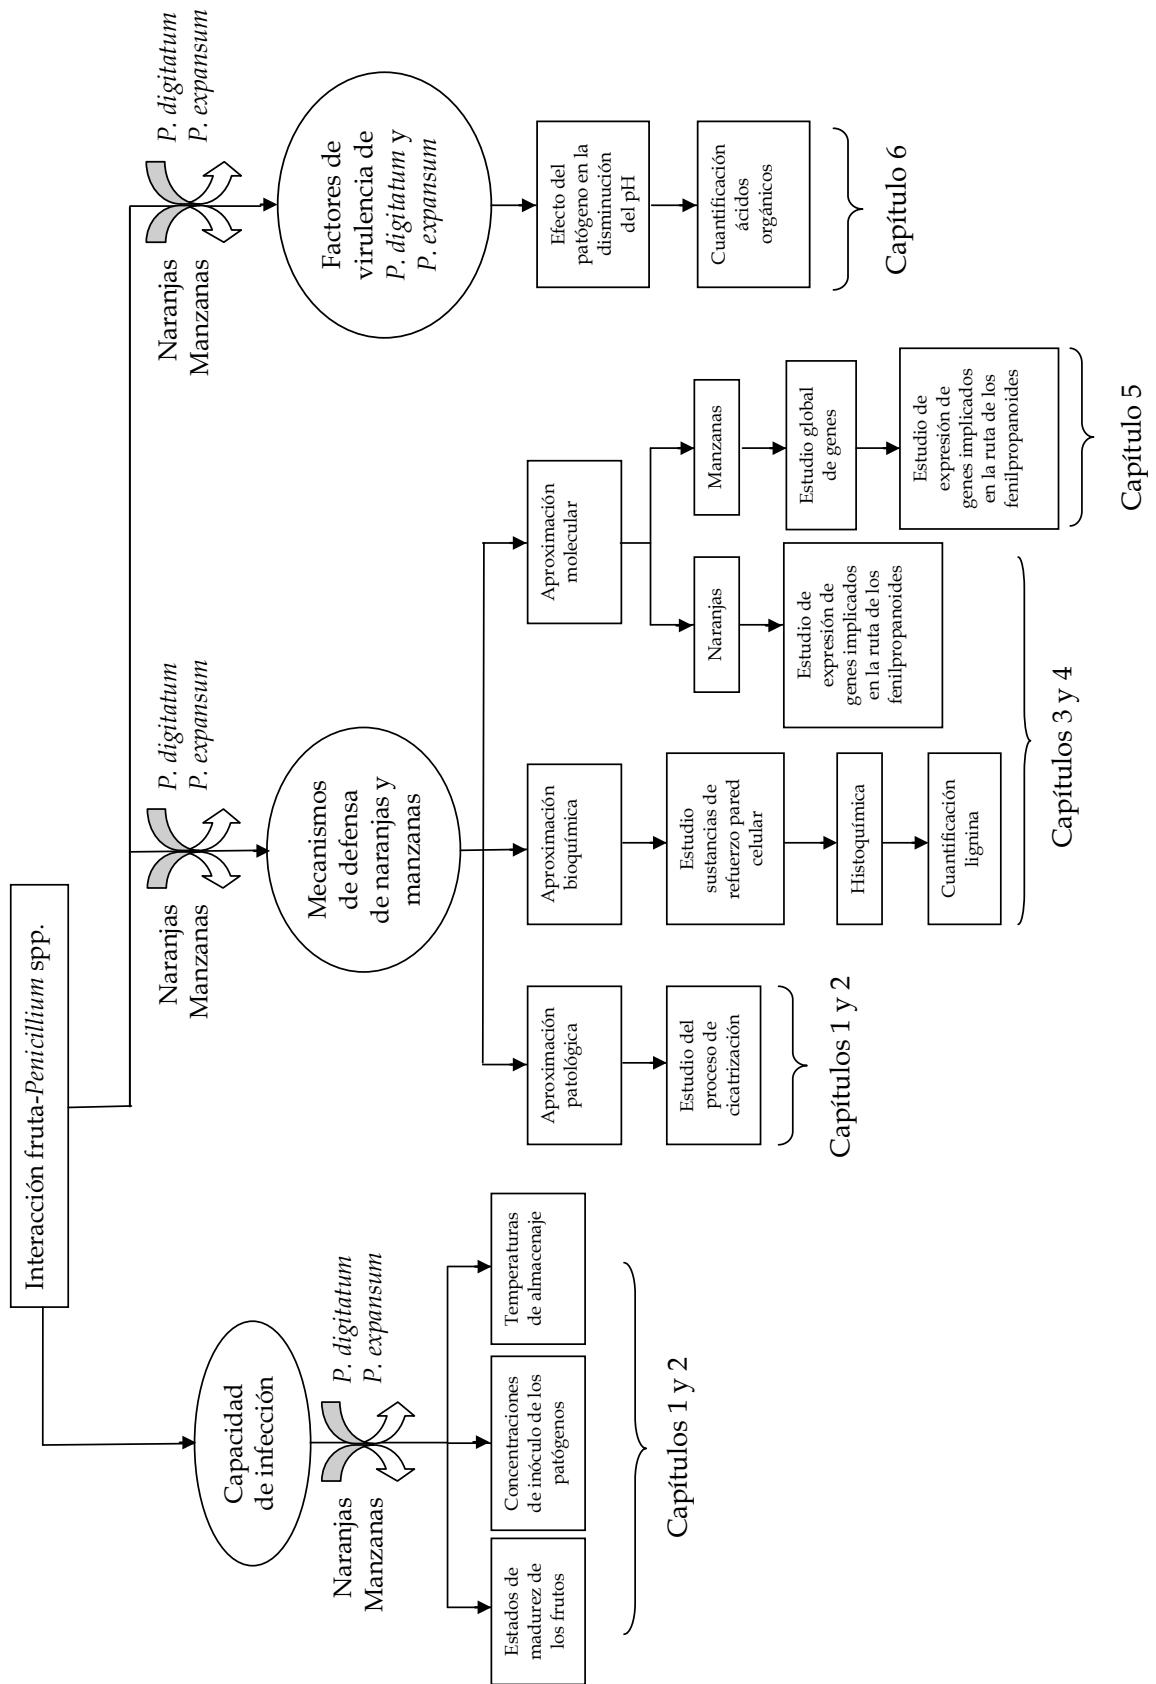 Interacción fruta-Penicillium spp.
Capacidad
de infección
Naranjas
Manzanas
P. digitatum
P. expansum
Estados de
madurez de
los frutos
Concentraciones
de inóculo de los
patógenos
Temperaturas
de almacenaje
Capítulos 1 y 2
Naranjas
Manzanas
P. digitatum
P. expansum
Mecanismos
de defensa
de naranjas y
manzanas
Aproximación
patológica
Estudio del
proceso de
cicatrización
Capítulos 1 y 2
Aproximación
bioquímica
Estudio
sustancias de
refuerzo pared
celular
Histoquímica
Cuantificación
lignina
Aproximación
molecular
Naranjas
Estudio de
expresión de
genes implicados
en la ruta de los
fenilpropanoides
Capítulos 3 y 4
Manzanas
Estudio global
de genes
Estudio de
expresión de
genes implicados
en la ruta de los
fenilpropanoides
Capítulo 5
Naranjas
Manzanas
P. digitatum
P. expansum
Factores de
virulencia de
P. digitatum y
P. expansum
Efecto del
patógeno en la
disminución
del pH
Cuantificación
ácidos
orgánicos
Capítulo 6